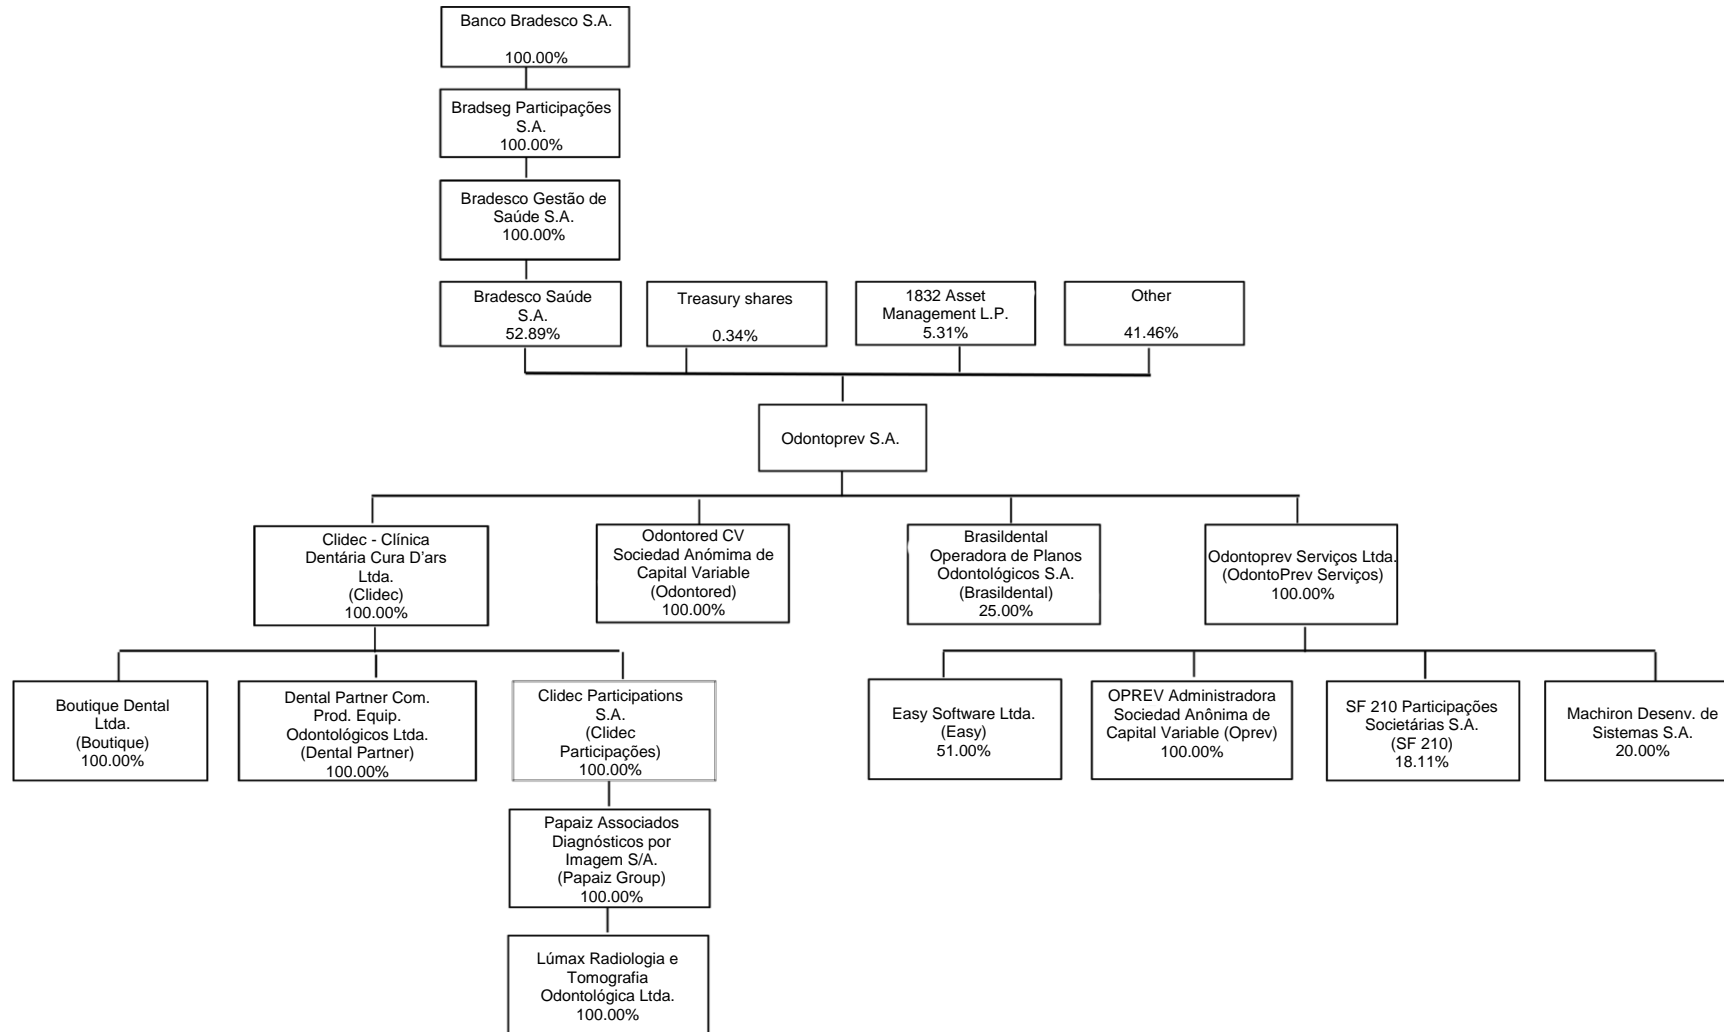 Banco Bradesco S.A.
100.00%
Bradseg Participações
S.A.
100.00%
Bradesco Gestão de
Saúde S.A.
100.00%
Bradesco Saúde
S.A.
52.89%
Treasury shares
0.34%
1832 Asset
Management L.P.
5.31%
Other
41.46%
Odontoprev S.A.
Clidec - Clínica
Dentária Cura D'ars
Ltda.
(Clidec)
100.00%
Odontored CV
Sociedad Anómima de
Capital Variable
(Odontored)
100.00%
Brasildental
Operadora de Planos
Odontológicos S.A.
(Brasildental)
25.00%
Odontoprev Serviços Ltda.
(OdontoPrev Serviços)
100.00%
Boutique Dental
Ltda.
(Boutique)
100.00%
Dental Partner Com.
Prod. Equip.
Odontológicos Ltda.
(Dental Partner)
100.00%
Clidec Participations
S.A.
(Clidec
Participações)
100.00%
Easy Software Ltda.
(Easy)
51.00%
OPREV Administradora
Sociedad Anônima de
Capital Variable (Oprev)
100.00%
SF 210 Participações
Societárias S.A.
(SF 210)
18.11%
Machiron Desenv. de
Sistemas S.A.
20.00%
Papaiz Associados
Diagnósticos por
Imagem S/A.
(Papaiz Group)
100.00%
Lúmax Radiologia e
Tomografia
Odontológica Ltda.
100.00%